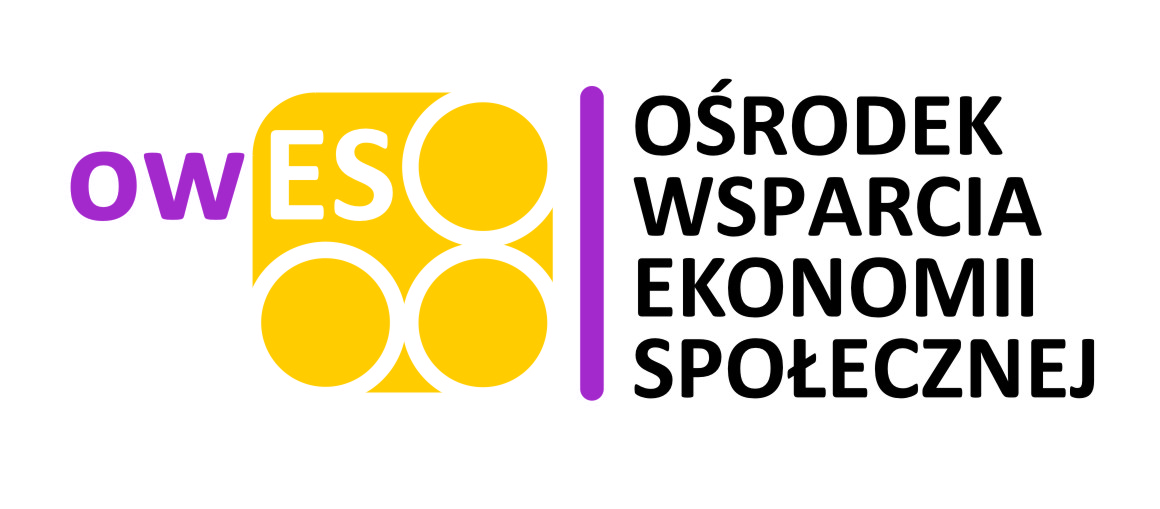 owES
OŚRODEK
WSPARCIA
EKONOMII
SPOŁECZNEJ